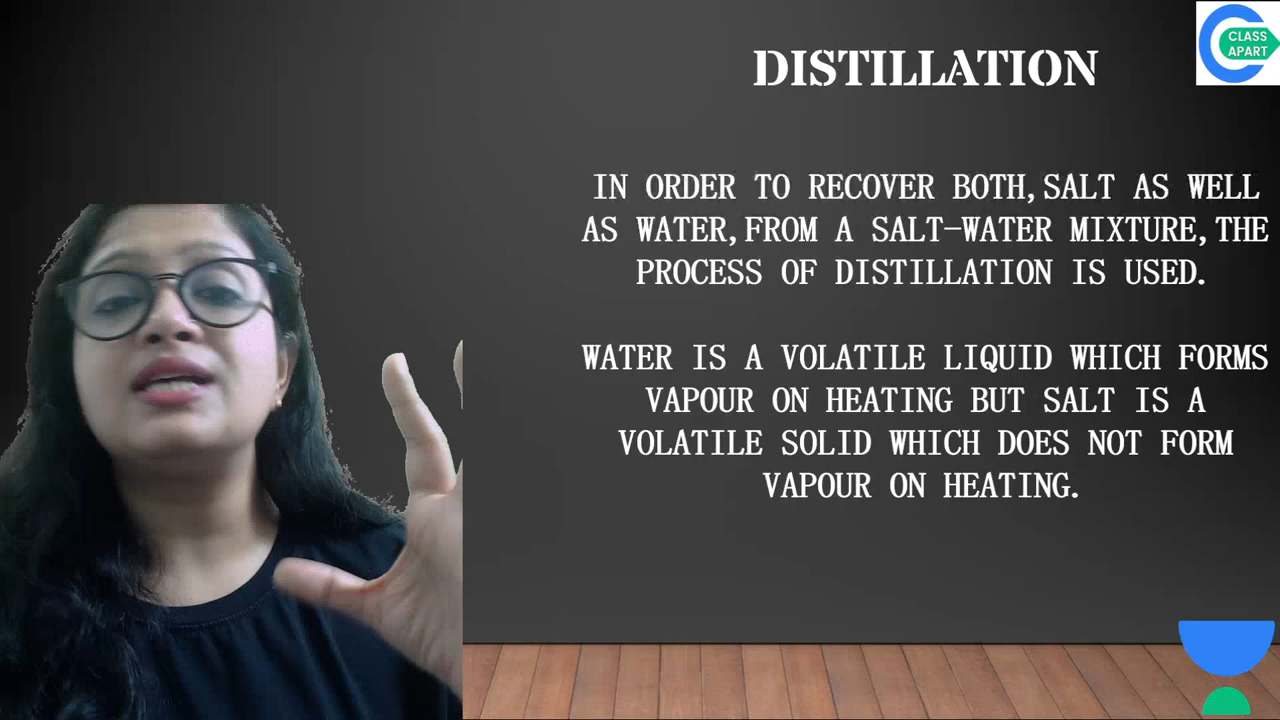 CLASS
APART
DISTILLATION
IN ORDER TO RECOVER BOTH,SALT AS WELL
AS WATER,FROM A SALT-WATER MIXTURE,THE
PROCESS OF DISTILLATION IS USED.
WATER IS A VOLATILE LIQUID WHICH FORMS
VAPOUR ON HEATING BUT SALT IS A
VOLATILE SOLID WHICH DOES NOT FORM
VAPOUR ON HEATING.